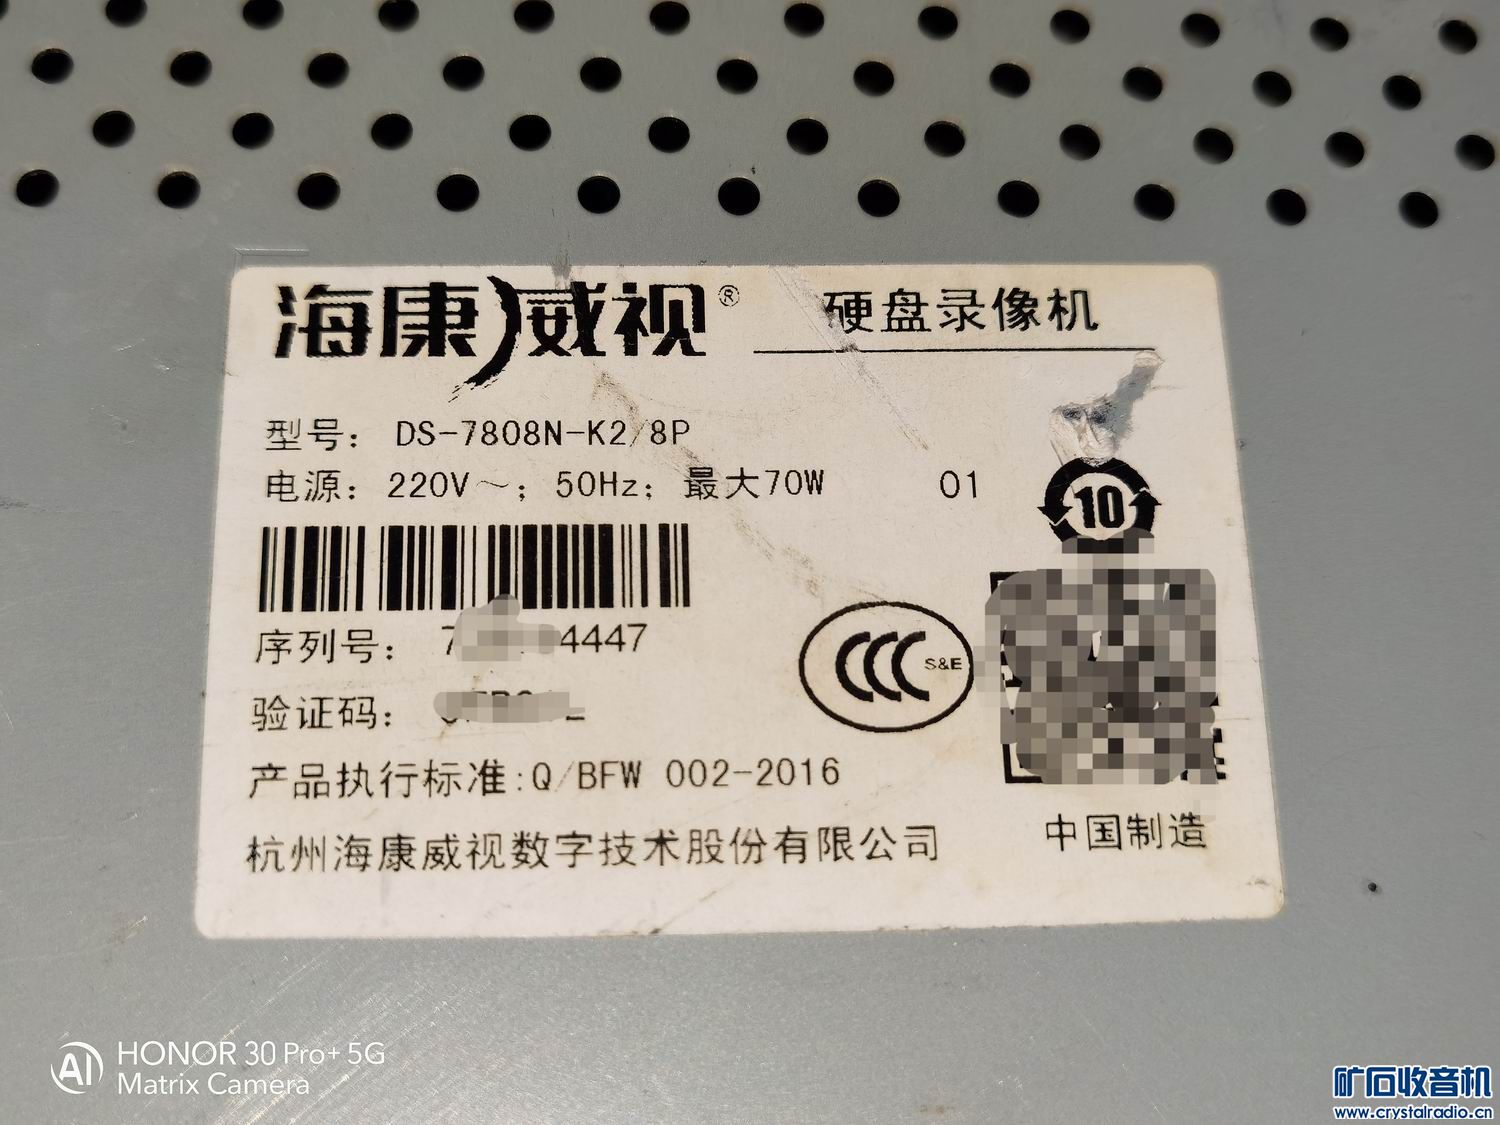 海康威视® 硬盘录像机
型号: DS-7808N-K2/8P
电源: 220V～; 50Hz; 最大70W 01
10
序列号: 7 4447
验证码:
S&E
产品执行标准:Q/BFW 002-2016
杭州海康威视数字技术股份有限公司
中国制造
AI HONOR 30 Pro+ 5G
Matrix Camera
矿石收音机
www.crystalradio.cn